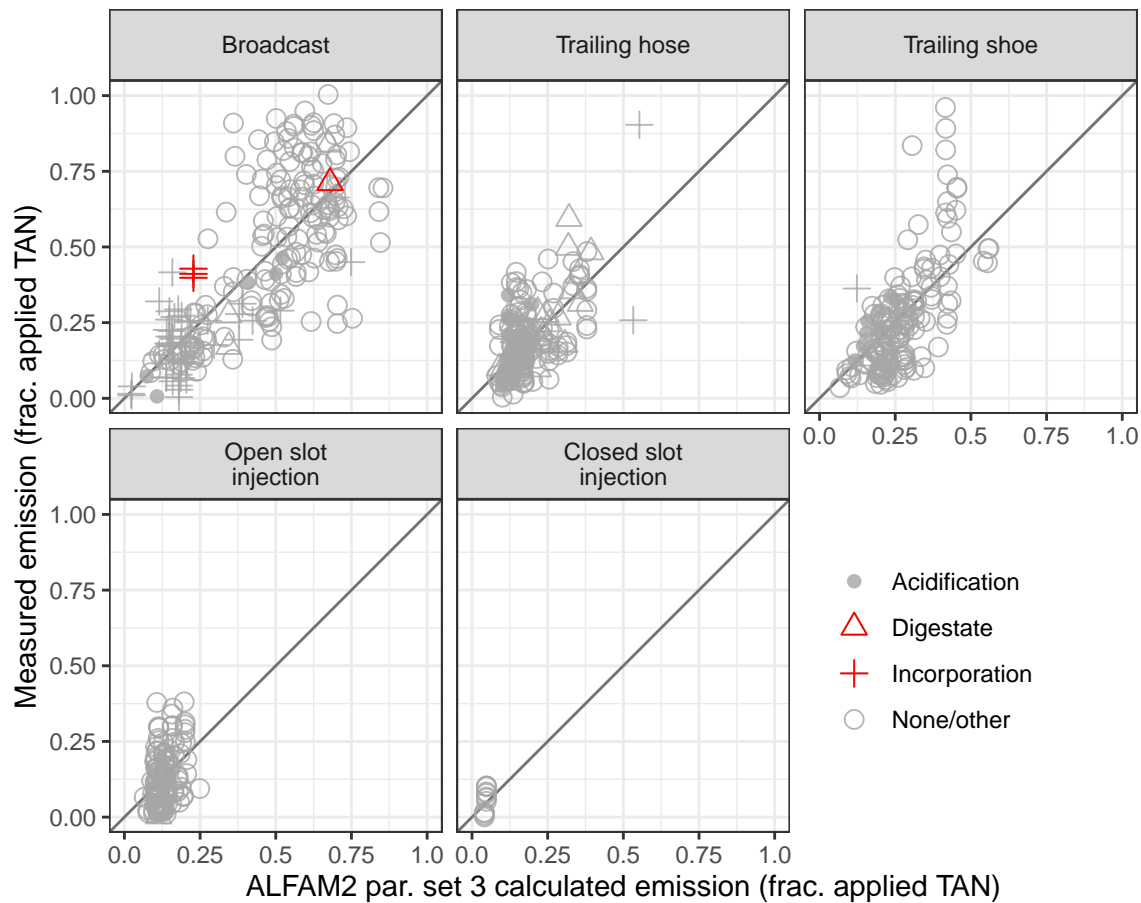 Broadcast
Trailing hose
Trailing shoe
1.00
0.75
0.50
0.25
0.00
0.0
0.25
0.5
0.75
1.0
Open slot
injection
Closed slot
injection
1.00
0.75
0.50
0.25
0.00
0.0
0.25
0.5
0.75
1.0
0.0
0.25
0.5
0.75
1.0
Measured emission (frac. applied TAN)
ALFAM2 par. set 3 calculated emission (frac. applied TAN)
Acidification
Digestate
Incorporation
None/other